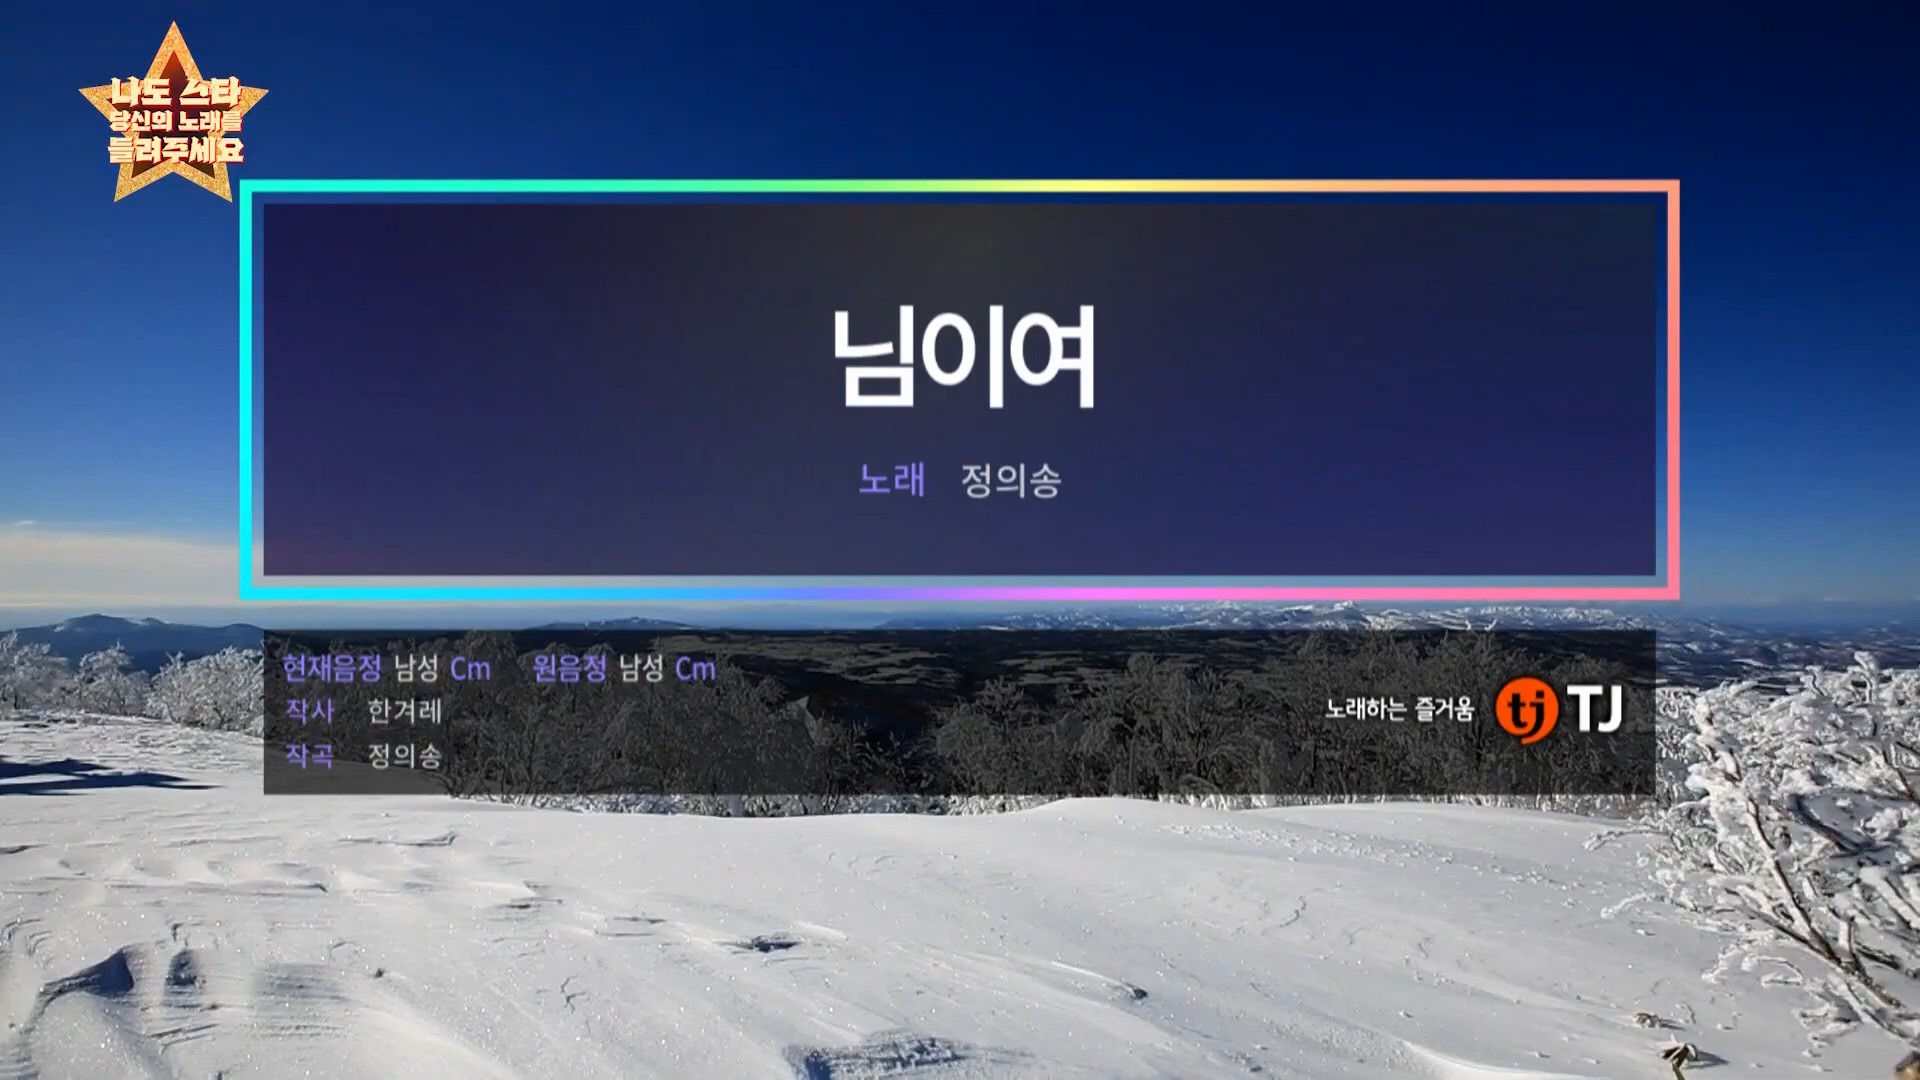 나도 스타
당신의 노래를
들려주세요
님이여
노래 정의송
현재음정 남성 Cm 원음정 남성 Cm
작사 한겨레
작곡 정의송
노래하는 즐거움 tj TJ